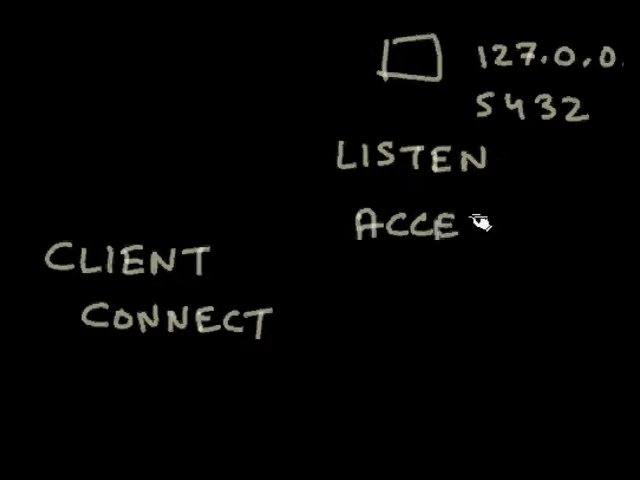 127.0.0.
5432
LISTEN
ACCE
CLIENT
CONNECT